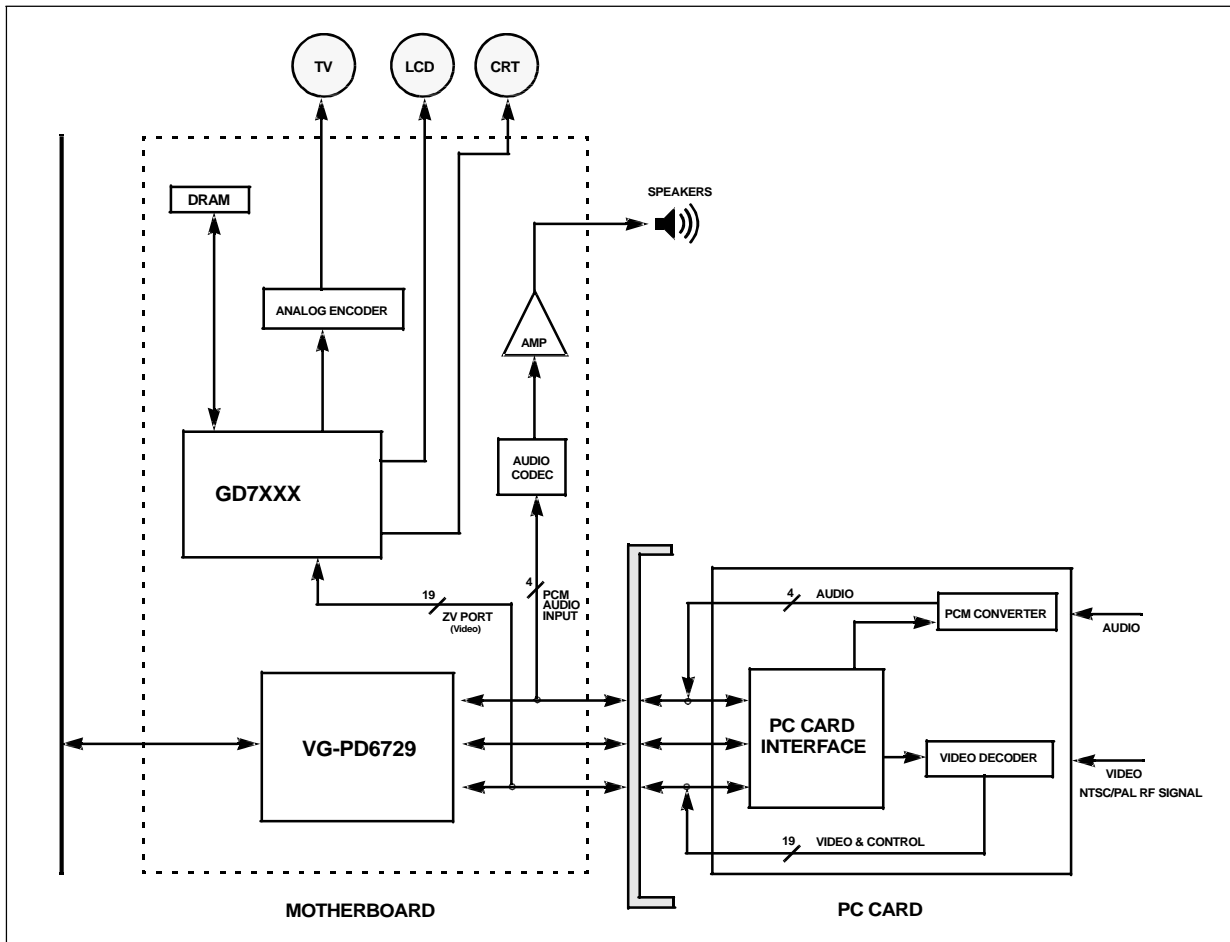 TV
LCD
CRT
DRAM
SPEAKERS
ANALOG ENCODER
AMP
AUDIO
CODEC
GD7XXX
4
PCM
AUDIO
INPUT
19
ZV PORT
(Video)
4
AUDIO
PCM CONVERTER
AUDIO
VG-PD6729
PC CARD
INTERFACE
VIDEO DECODER
VIDEO
NTSC/PAL RF SIGNAL
19
VIDEO & CONTROL
MOTHERBOARD
PC CARD